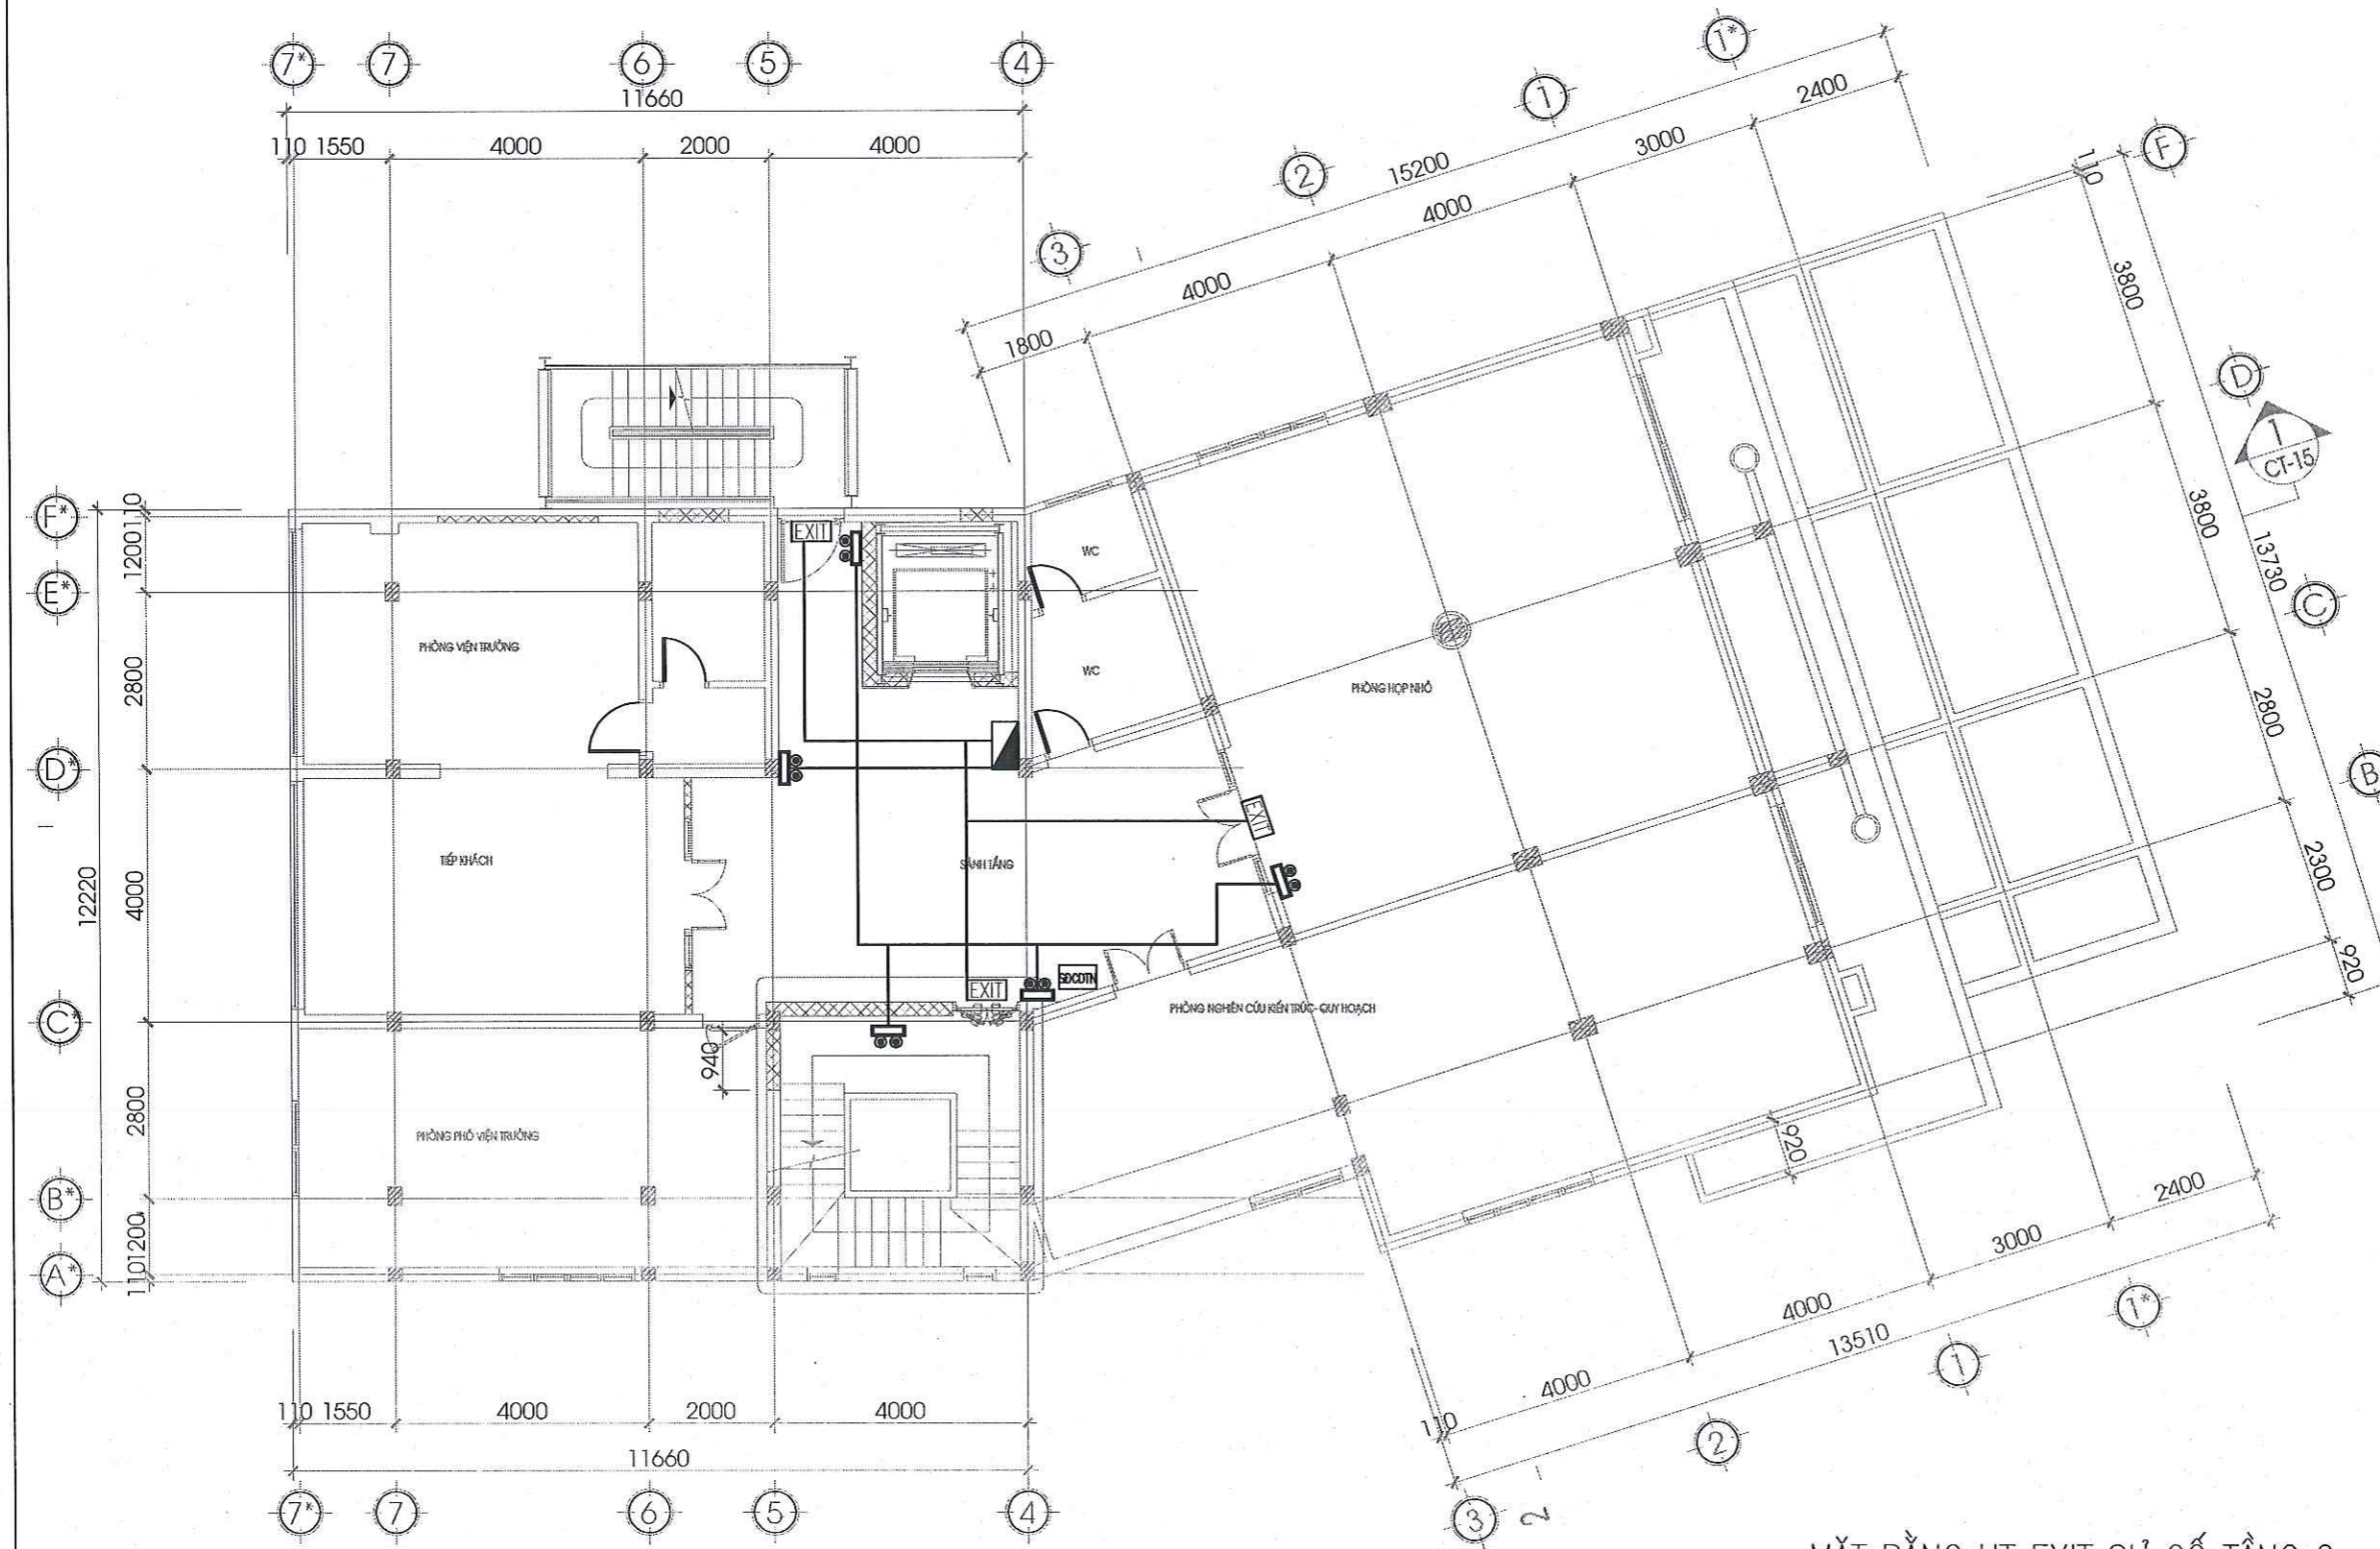 7* 7 6 5 4
11660
110 1550 4000 2000 4000
3 2 1 1*
15200
1800 4000 4000 3000 2400
F D C B
110 3800 3800 2800 2300 920
13730
1
CT-15
F* E* D* C* B* A*
110 1200 2800 4000 2800 1200 110
12220
EXIT
WC
WC
PHÒNG VIỆN TRƯỞNG
PHÒNG HỌP NHỎ
EXIT
TIẾP KHÁCH
SẢNH TẦNG
EXIT
SĐCDTN
PHÒNG NGHIÊN CỨU KIẾN TRÚC- QUY HOẠCH
940
PHÒNG PHÓ VIỆN TRƯỞNG
920
110 4000 4000 3000 2400
13510
3 2 1 1*
2
110 1550 4000 2000 4000
11660
7* 7 6 5 4